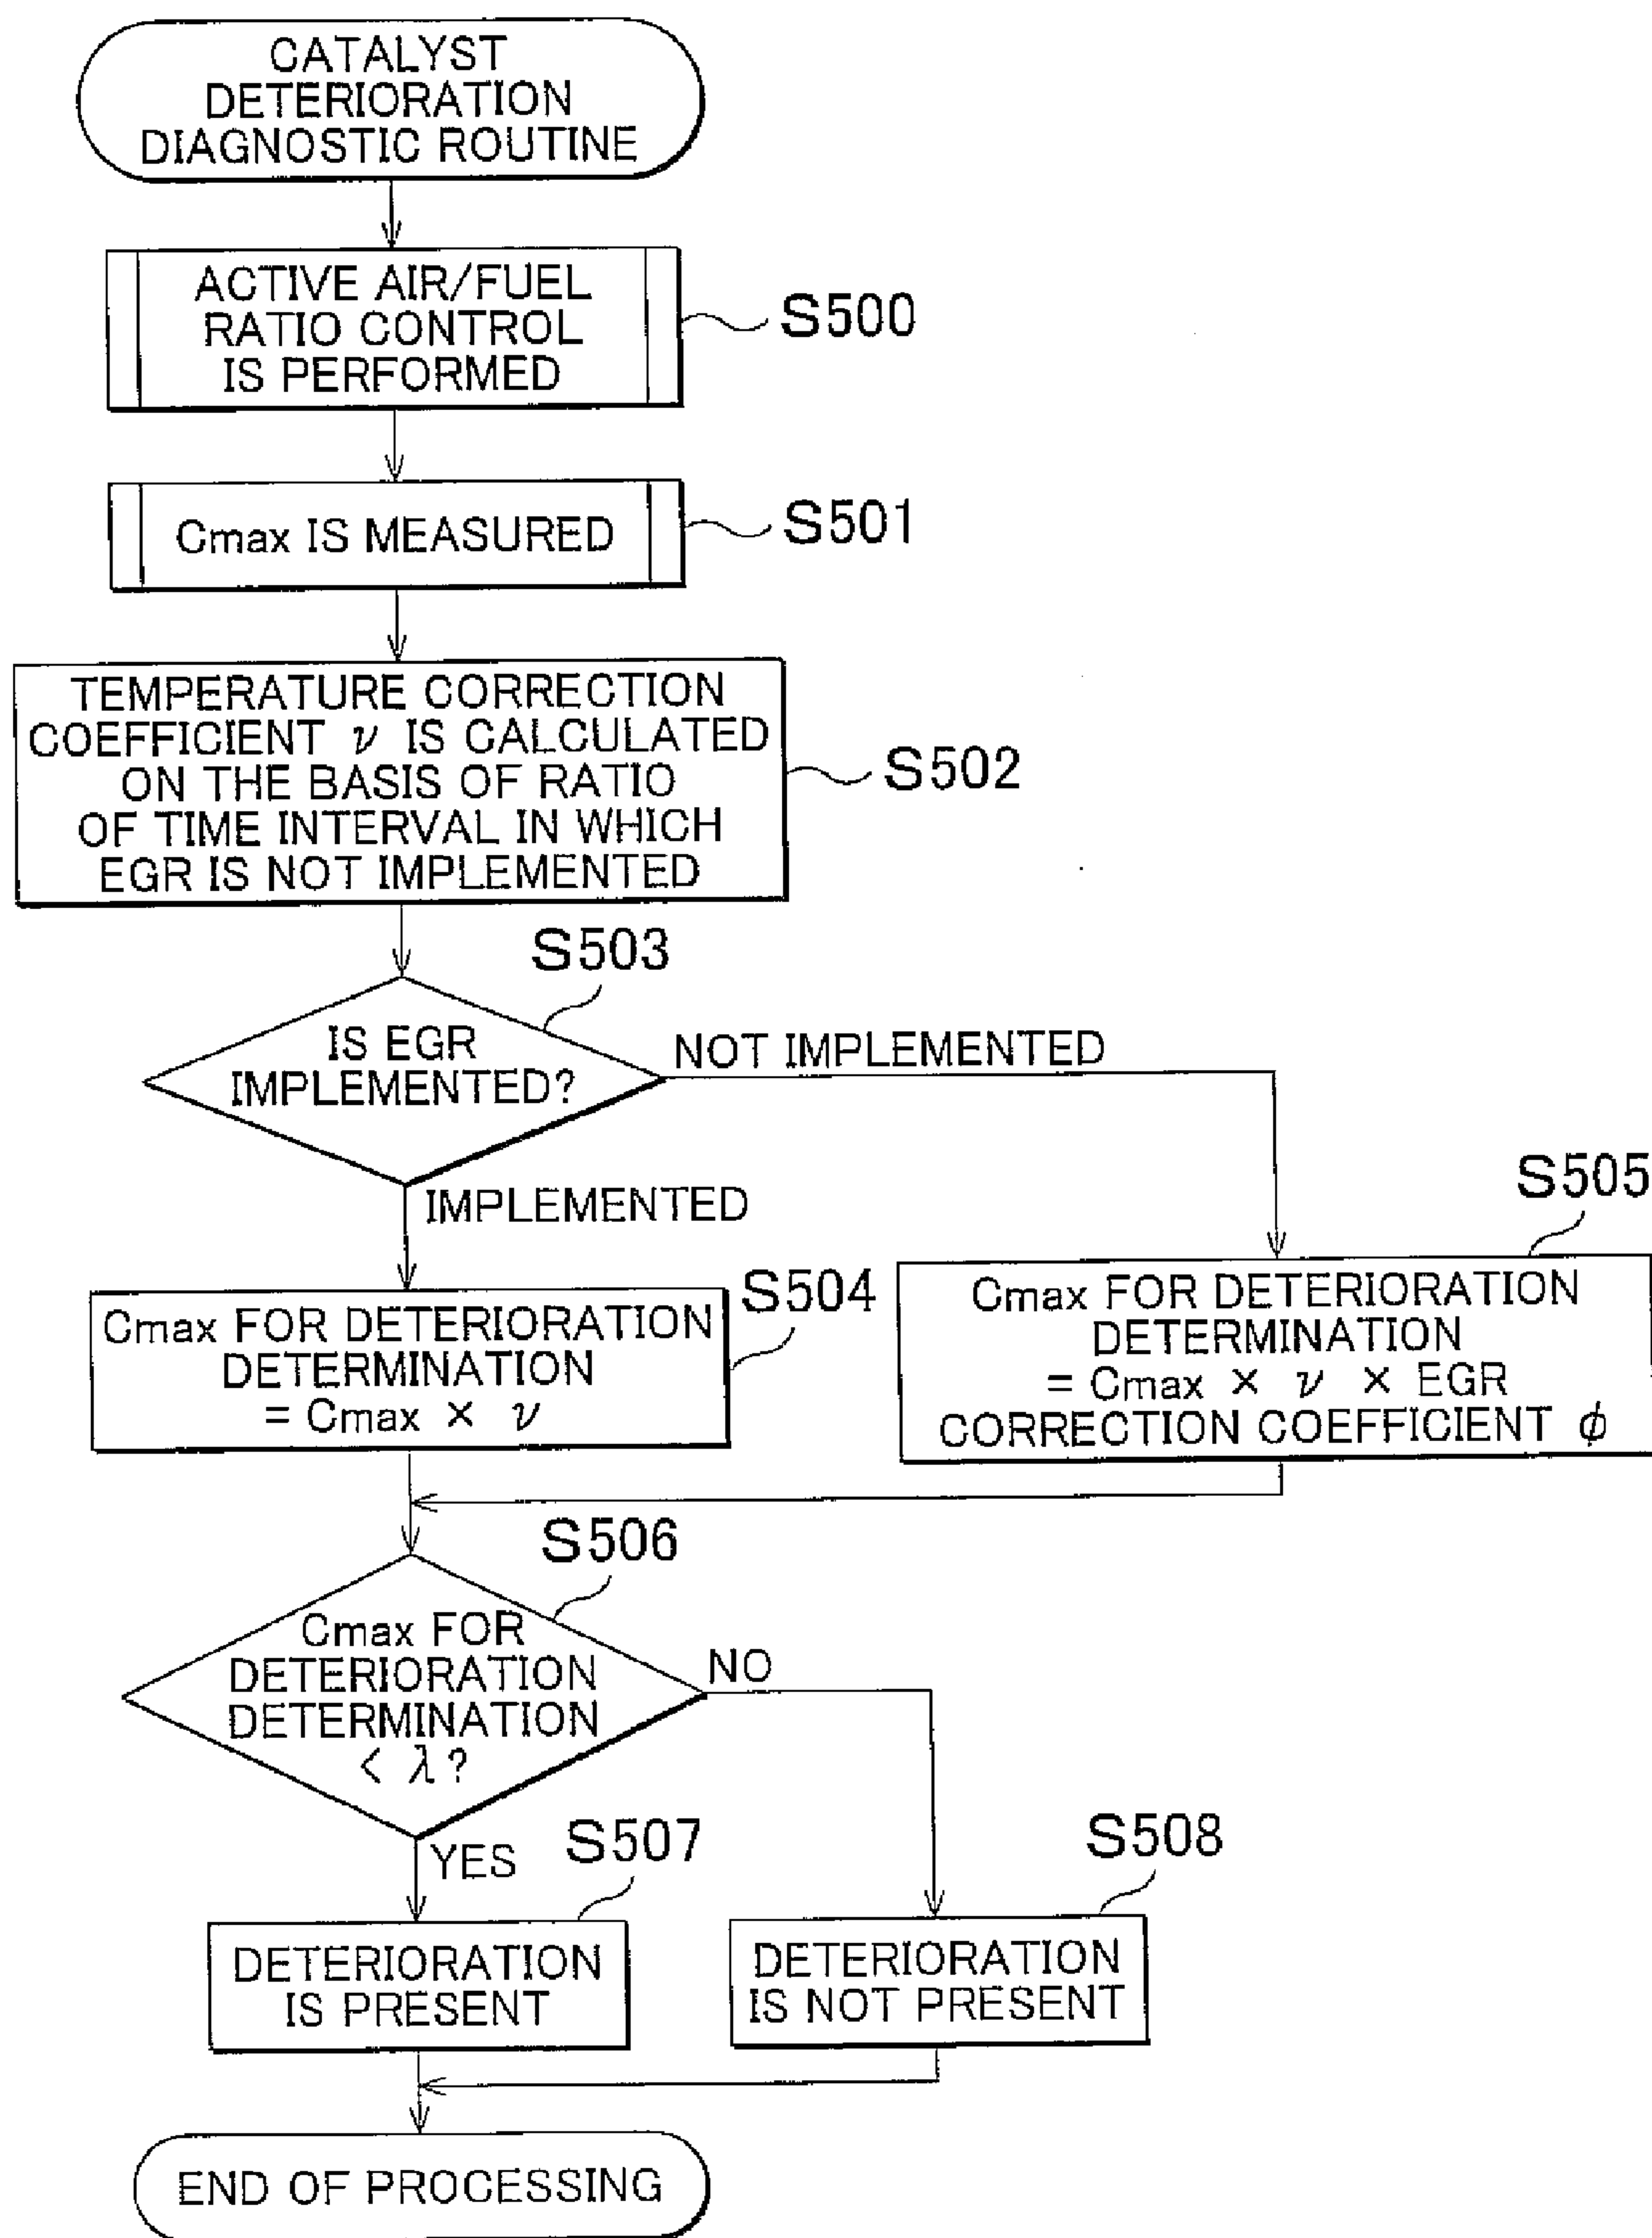 CATALYST
DETERIORATION
DIAGNOSTIC ROUTINE
ACTIVE AIR/FUEL
RATIO CONTROL
IS PERFORMED
S500
Cmax IS MEASURED
S501
TEMPERATURE CORRECTION
COEFFICIENT ν IS CALCULATED
ON THE BASIS OF RATIO
OF TIME INTERVAL IN WHICH
EGR IS NOT IMPLEMENTED
S502
S503
IS EGR
IMPLEMENTED?
NOT IMPLEMENTED
IMPLEMENTED
S504
Cmax FOR DETERIORATION
DETERMINATION
= Cmax × ν
S505
Cmax FOR DETERIORATION
DETERMINATION
= Cmax × ν × EGR
CORRECTION COEFFICIENT φ
S506
Cmax FOR
DETERIORATION
DETERMINATION
< λ?
NO
YES
S507
DETERIORATION
IS PRESENT
S508
DETERIORATION
IS NOT PRESENT
END OF PROCESSING